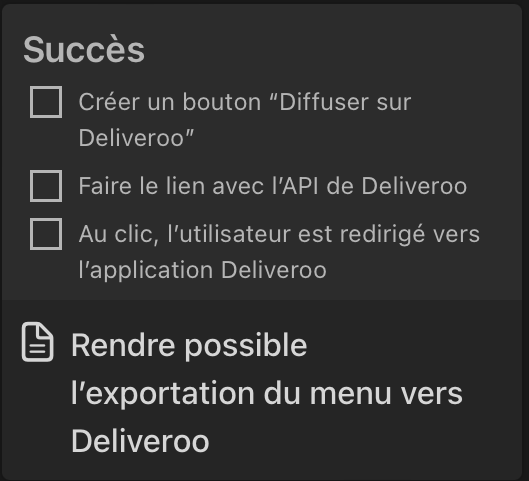 Succès
Créer un bouton “Diffuser sur
Deliveroo”
Faire le lien avec l’API de Deliveroo
Au clic, l’utilisateur est redirigé vers
l’application Deliveroo
Rendre possible
l’exportation du menu vers
Deliveroo